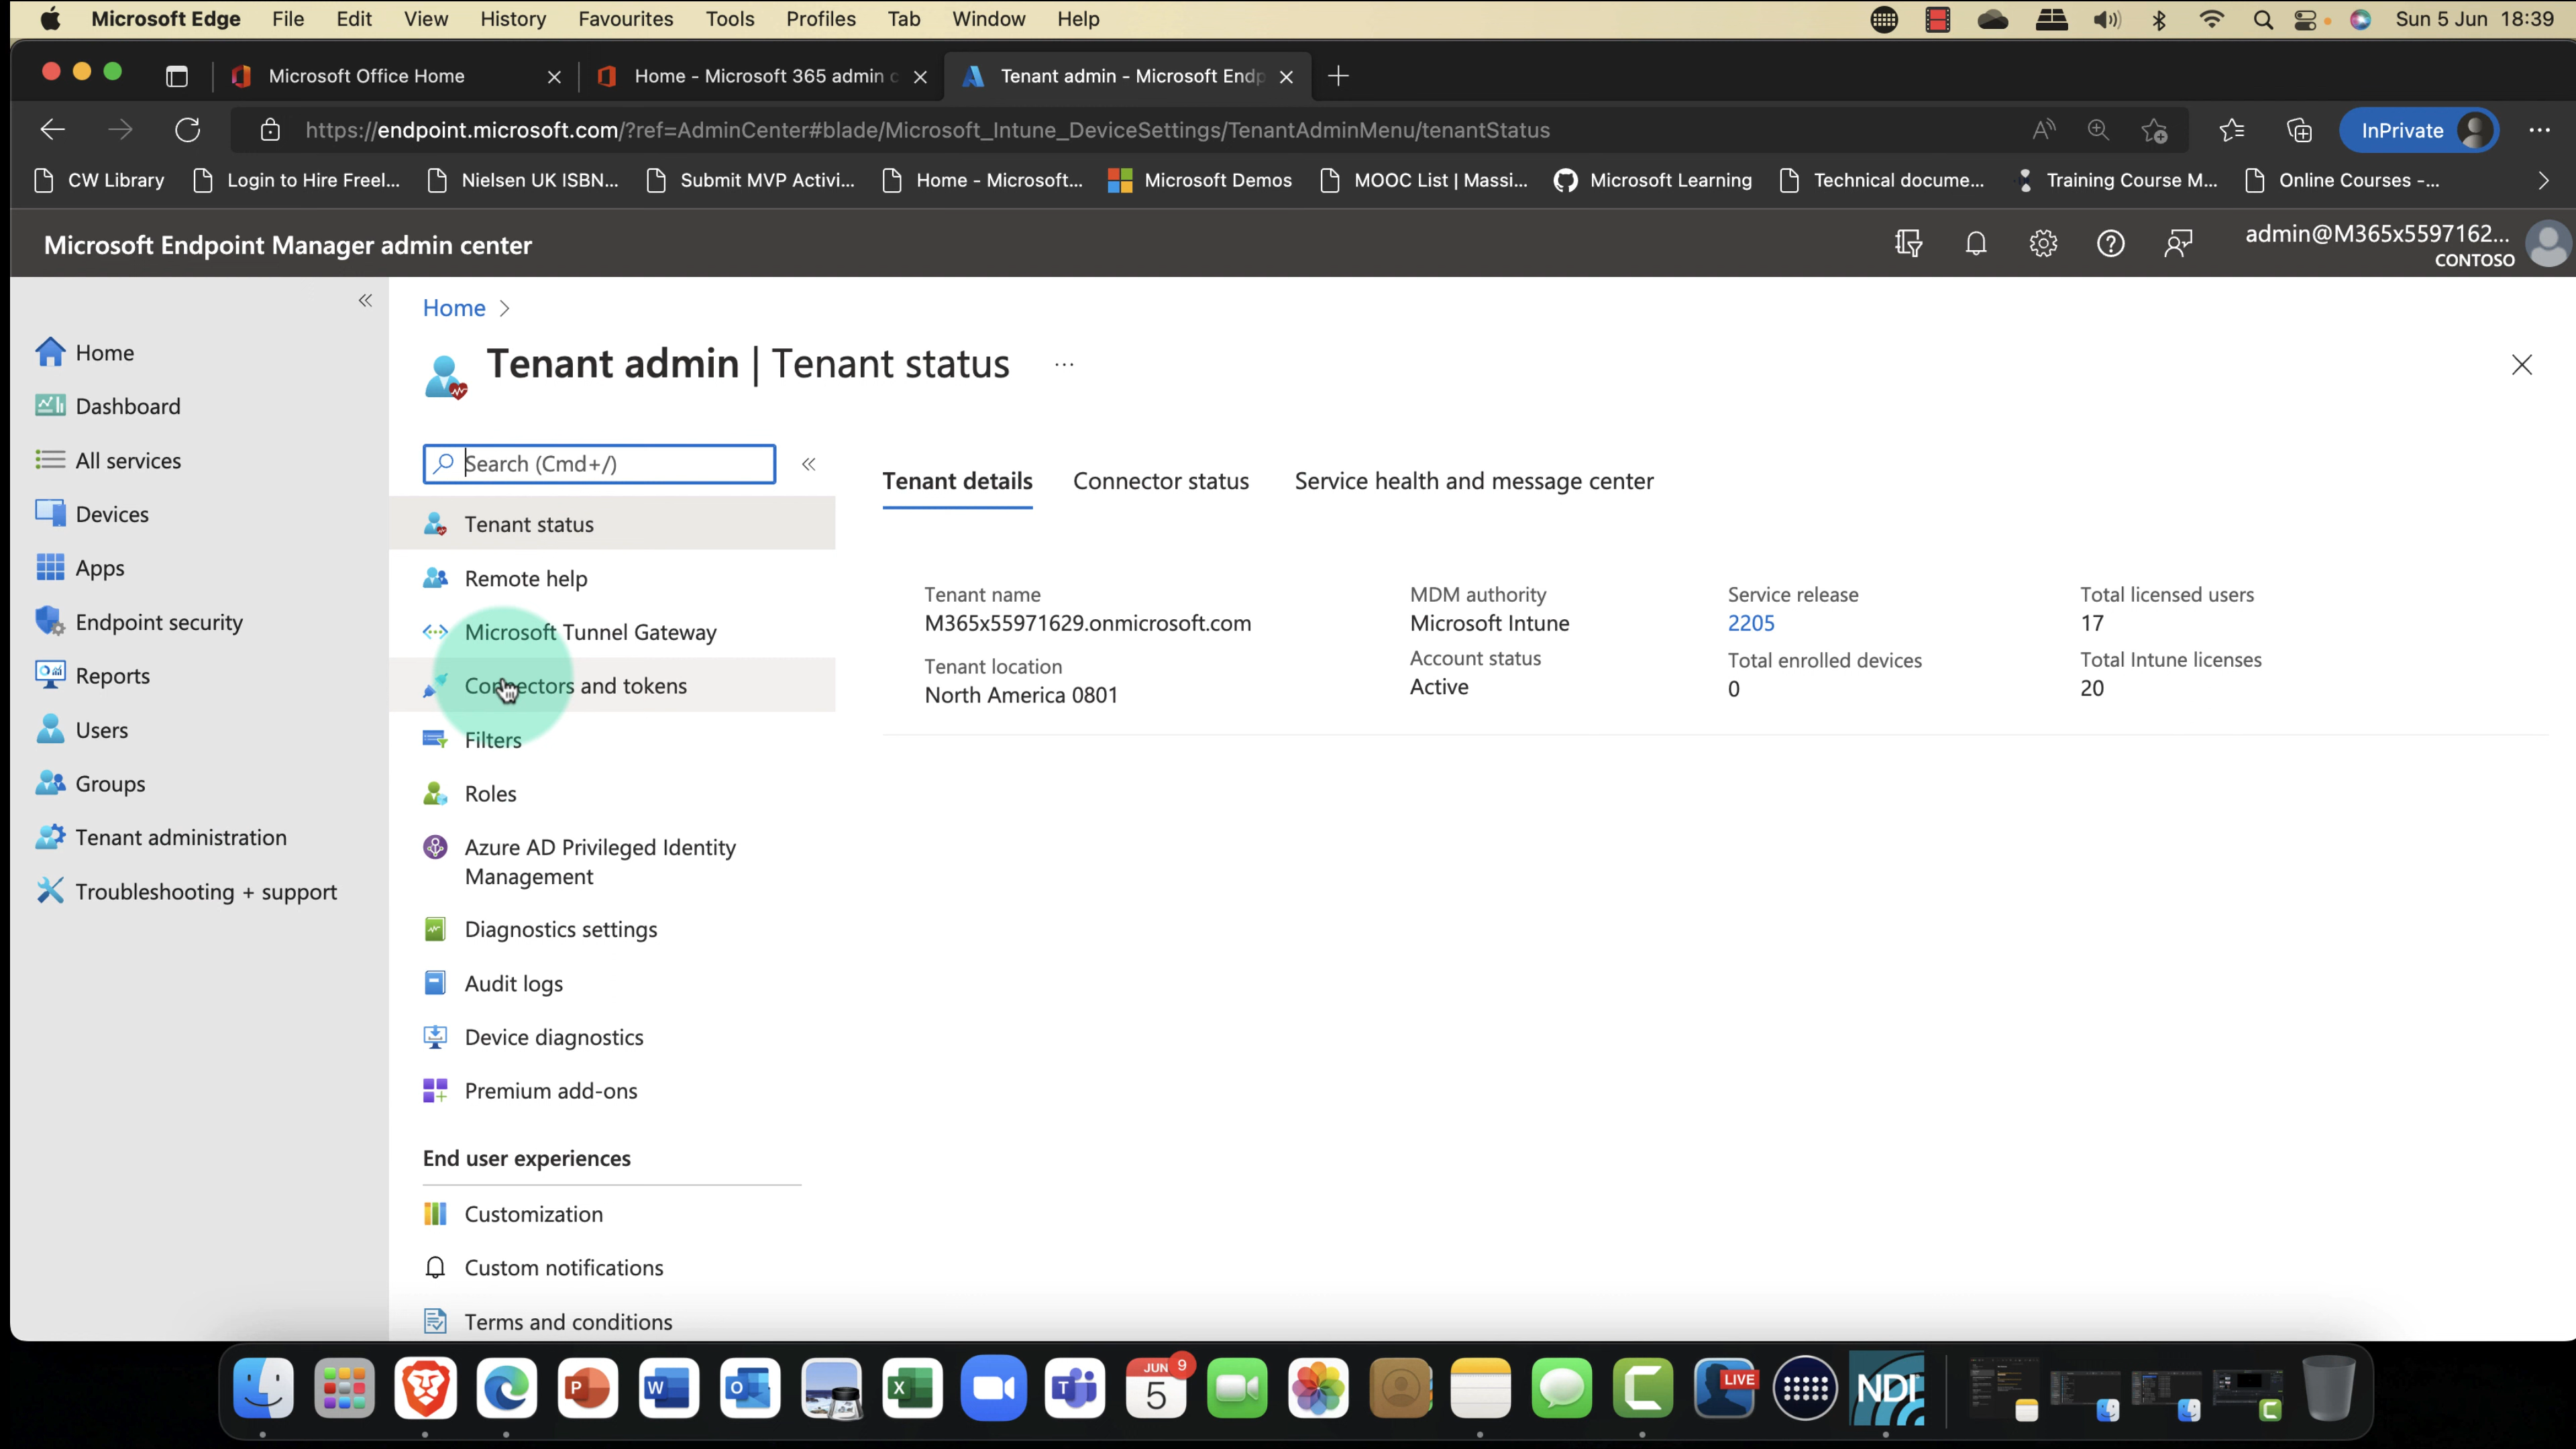 Microsoft Edge File Edit View History Favourites Tools Profiles Tab Window Help Sun 5 Jun 18:39
Microsoft Office Home Home - Microsoft 365 admin c Tenant admin - Microsoft Endp
https://endpoint.microsoft.com/?ref=AdminCenter#blade/Microsoft_Intune_DeviceSettings/TenantAdminMenu/tenantStatus InPrivate
CW Library Login to Hire Freel... Nielsen UK ISBN... Submit MVP Activi... Home - Microsoft... Microsoft Demos MOOC List | Massi... Microsoft Learning Technical docume... Training Course M... Online Courses -...
Microsoft Endpoint Manager admin center
admin@M365x5597162...
CONTOSO
Home
Dashboard
All services
Devices
Apps
Endpoint security
Reports
Users
Groups
Tenant administration
Troubleshooting + support
Home
Tenant admin | Tenant status ...
Search (Cmd+/)
Tenant status
Remote help
Microsoft Tunnel Gateway
Connectors and tokens
Filters
Roles
Azure AD Privileged Identity
Management
Diagnostics settings
Audit logs
Device diagnostics
Premium add-ons
End user experiences
Customization
Custom notifications
Terms and conditions
Tenant details Connector status Service health and message center
Tenant name
M365x55971629.onmicrosoft.com
Tenant location
North America 0801
MDM authority
Microsoft Intune
Account status
Active
Service release
2205
Total enrolled devices
0
Total licensed users
17
Total Intune licenses
20
P
W
O
X
T
JUN 9
5
LIVE
NDI